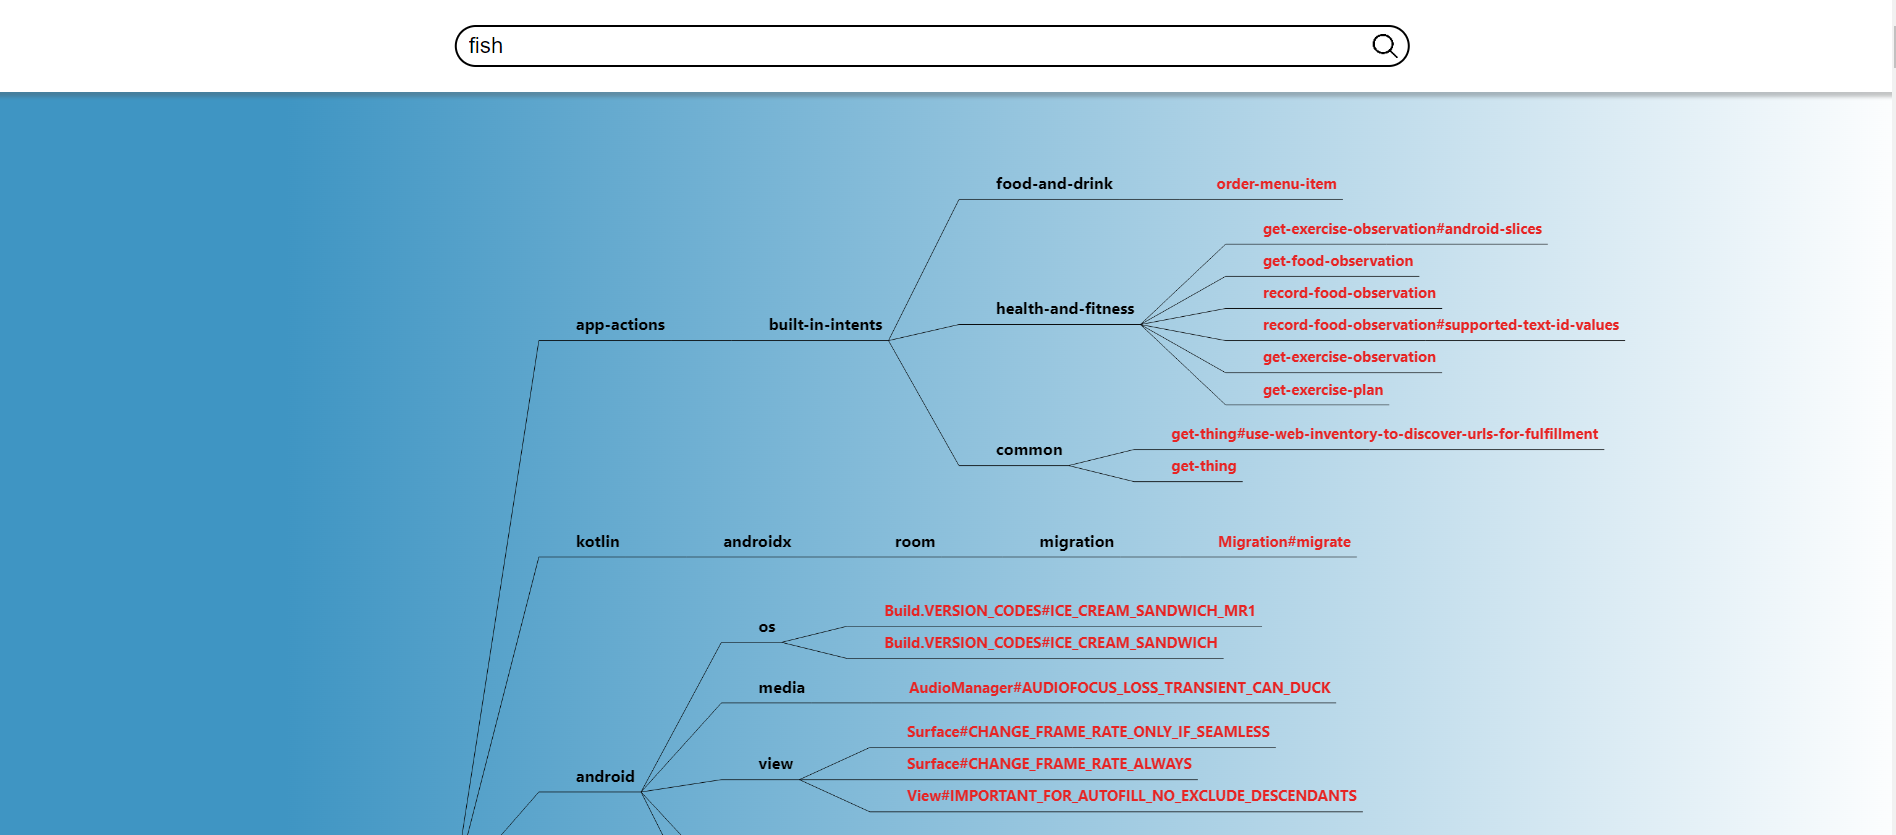 fish
food-and-drink order-menu-item
get-exercise-observation#android-slices
get-food-observation
record-food-observation
health-and-fitness
record-food-observation#supported-text-id-values
app-actions built-in-intents
get-exercise-observation
get-exercise-plan
get-thing#use-web-inventory-to-discover-urls-for-fulfillment
common
get-thing
kotlin androidx room migration Migration#migrate
Build.VERSION_CODES#ICE_CREAM_SANDWICH_MR1
os
Build.VERSION_CODES#ICE_CREAM_SANDWICH
media AudioManager#AUDIOFOCUS_LOSS_TRANSIENT_CAN_DUCK
Surface#CHANGE_FRAME_RATE_ONLY_IF_SEAMLESS
view Surface#CHANGE_FRAME_RATE_ALWAYS
android
View#IMPORTANT_FOR_AUTOFILL_NO_EXCLUDE_DESCENDANTS